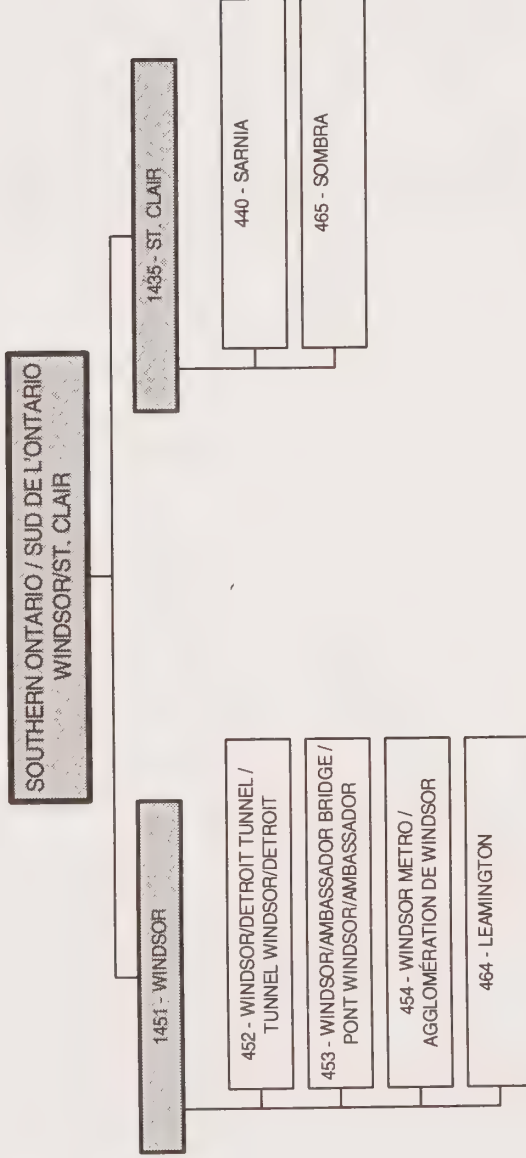 SOUTHERN ONTARIO / SUD DE L'ONTARIO
WINDSOR/ST. CLAIR
1451 - WINDSOR
452 - WINDSOR/DETROIT TUNNEL /
TUNNEL WINDSOR/DETROIT
453 - WINDSOR/AMBASSADOR BRIDGE /
PONT WINDSOR/AMBASSADOR
454 - WINDSOR METRO /
AGGLOMÉRATION DE WINDSOR
464 - LEAMINGTON
1435 - ST. CLAIR
440 - SARNIA
465 - SOMBRA